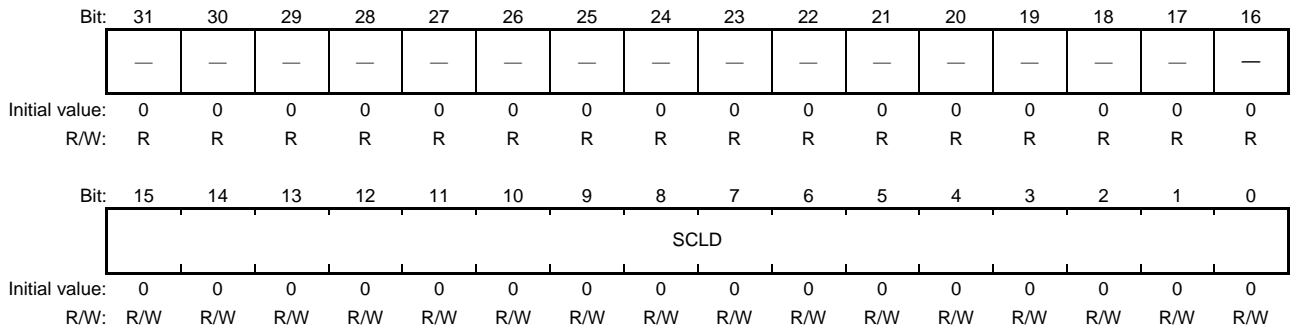 Bit: 31 30 29 28 27 26 25 24 23 22 21 20 19 18 17 16
— — — — — — — — — — — — — — — —
Initial value: 0 0 0 0 0 0 0 0 0 0 0 0 0 0 0 0
R/W: R R R R R R R R R R R R R R R R
Bit: 15 14 13 12 11 10 9 8 7 6 5 4 3 2 1 0
SCLD
Initial value: 0 0 0 0 0 0 0 0 0 0 0 0 0 0 0 0
R/W: R/W R/W R/W R/W R/W R/W R/W R/W R/W R/W R/W R/W R/W R/W R/W R/W